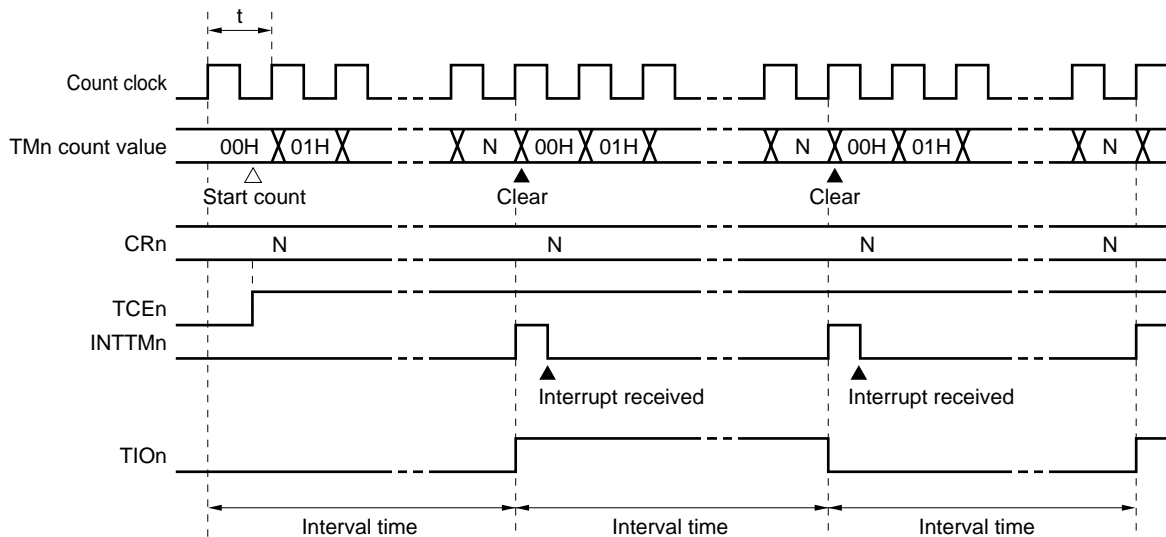 t
Count clock
TMn count value 00H 01H N 00H 01H N 00H 01H N
Start count Clear Clear
CRn N N N N
TCEn
INTTMn
Interrupt received Interrupt received
TIOn
Interval time Interval time Interval time